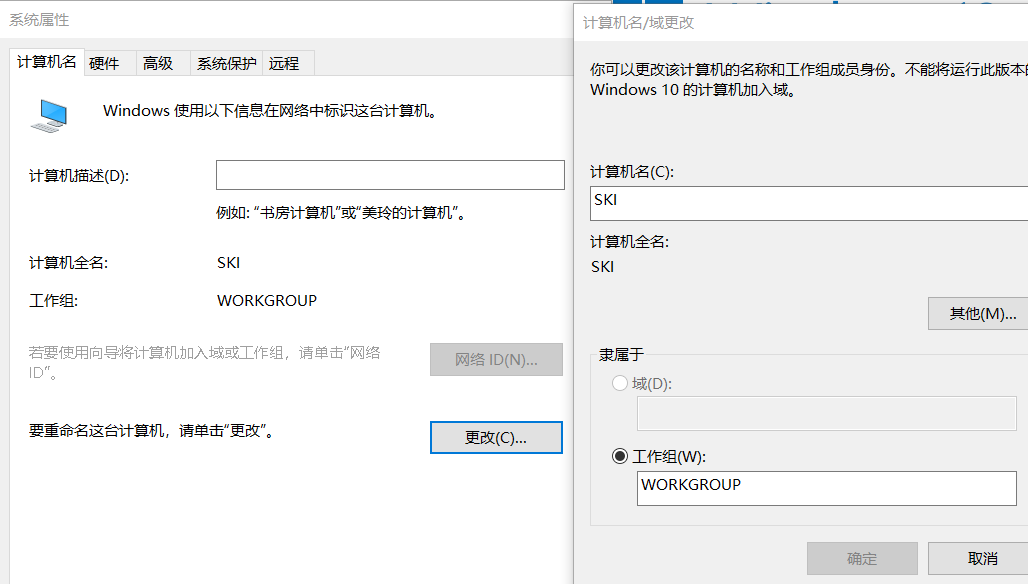 系统属性
计算机名 硬件 高级 系统保护 远程
Windows 使用以下信息在网络中标识这台计算机。
计算机描述(D):
例如: “书房计算机”或“美玲的计算机”。
计算机全名: SKI
工作组: WORKGROUP
若要使用向导将计算机加入域或工作组，请单击“网络
ID”。
网络 ID(N)...
要重命名这台计算机，请单击“更改”。
更改(C)...
计算机名/域更改
你可以更改该计算机的名称和工作组成员身份。不能将运行此版本的
Windows 10 的计算机加入域。
计算机名(C):
SKI
计算机全名:
SKI
其他(M)...
隶属于
域(D):
工作组(W):
WORKGROUP
确定 取消